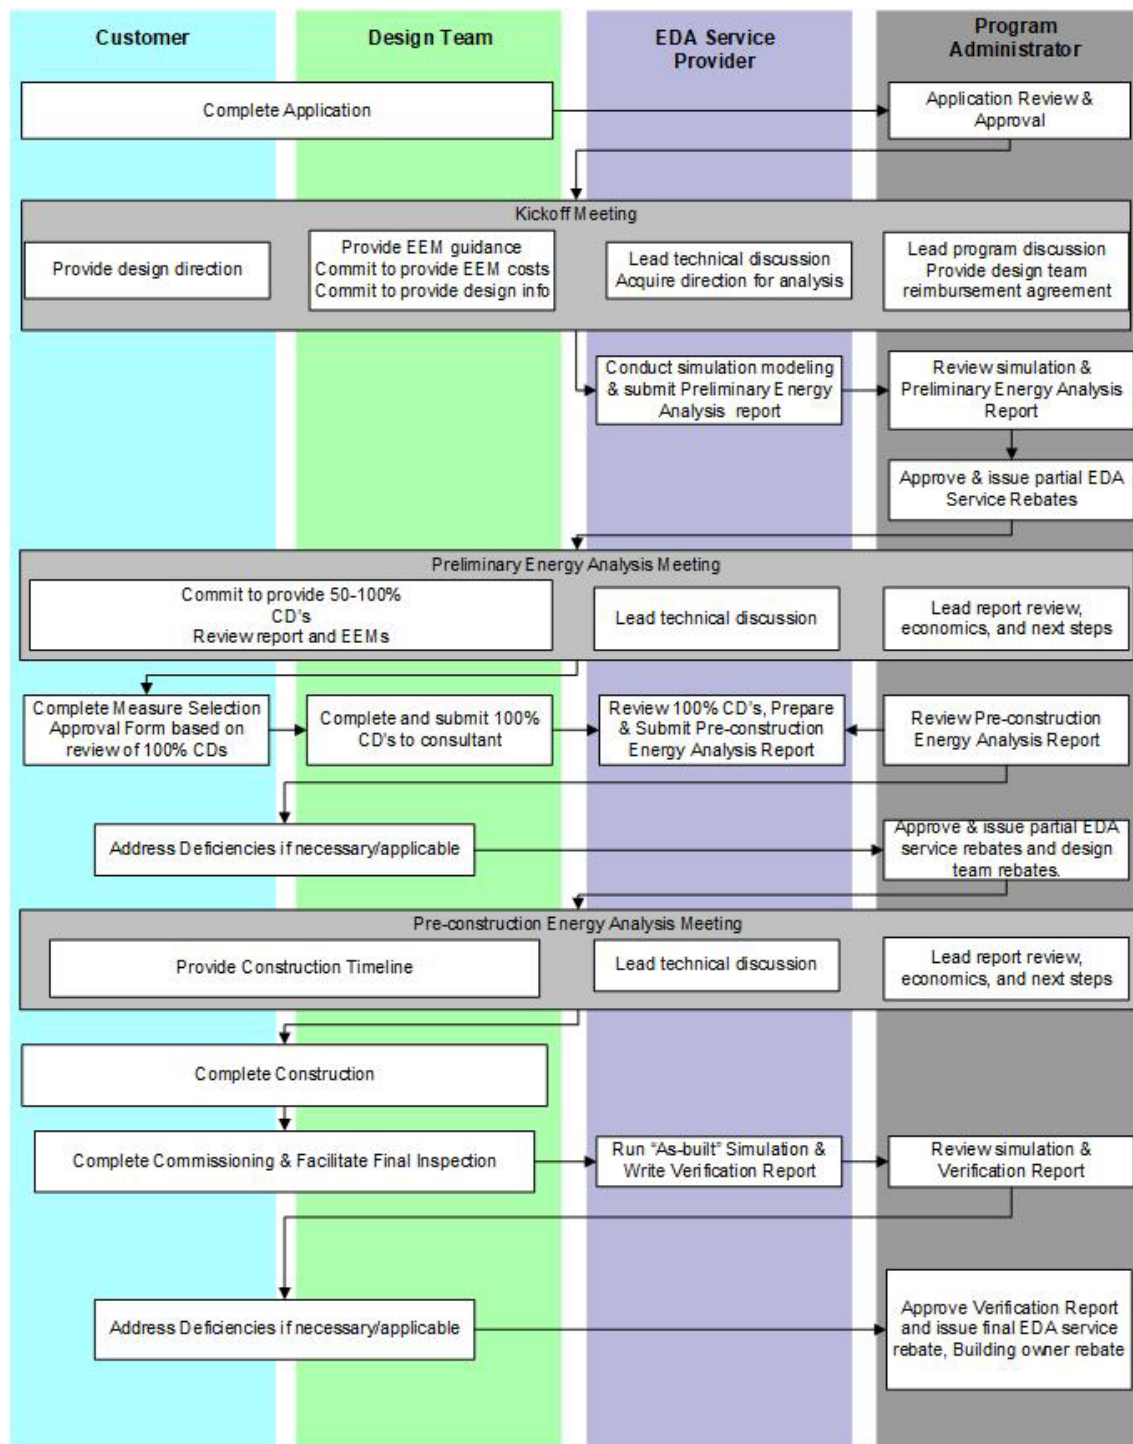 Customer
Design Team
EDA Service
Provider
Program
Administrator
Complete Application
Application Review &
Approval
Kickoff Meeting
Provide design direction
Provide EEM guidance
Commit to provide EEM costs
Commit to provide design info
Lead technical discussion
Acquire direction for analysis
Lead program discussion
Provide design team
reimbursement agreement
Conduct simulation modeling
& submit Preliminary Energy
Analysis report
Review simulation &
Preliminary Energy Analysis
Report
Approve & issue partial EDA
Service Rebates
Preliminary Energy Analysis Meeting
Commit to provide 50-100%
CD's
Review report and EEMs
Lead technical discussion
Lead report review,
economics, and next steps
Complete Measure Selection
Approval Form based on
review of 100% CDs
Complete and submit 100%
CD's to consultant
Review 100% CD's, Prepare
& Submit Pre-construction
Energy Analysis Report
Review Pre-construction
Energy Analysis Report
Address Deficiencies if necessary/applicable
Approve & issue partial EDA
service rebates and design
team rebates.
Pre-construction Energy Analysis Meeting
Provide Construction Timeline
Lead technical discussion
Lead report review,
economics, and next steps
Complete Construction
Complete Commissioning & Facilitate Final Inspection
Run “As-built” Simulation &
Write Verification Report
Review simulation &
Verification Report
Address Deficiencies if necessary/applicable
Approve Verification Report
and issue final EDA service
rebate, Building owner rebate